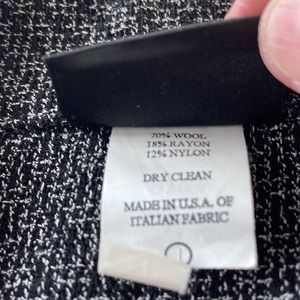 70% WOOL
18% RAYON
12% NYLON
DRY CLEAN
MADE IN U.S.A. OF
ITALIAN FABRIC